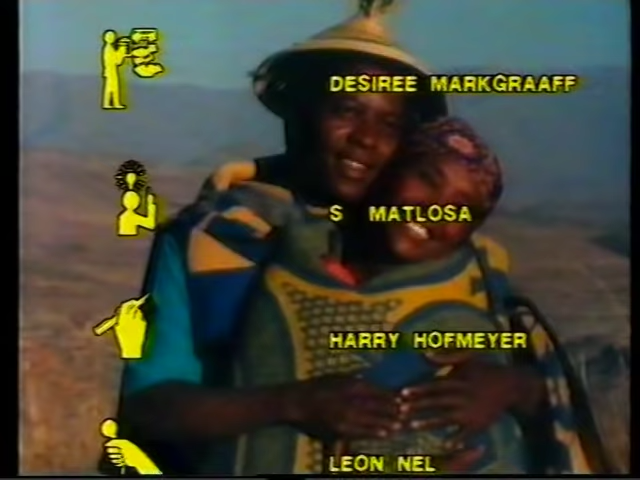 DESIREE MARKGRAAFF
S MATLOSA
HARRY HOFMEYER
LEON NEL